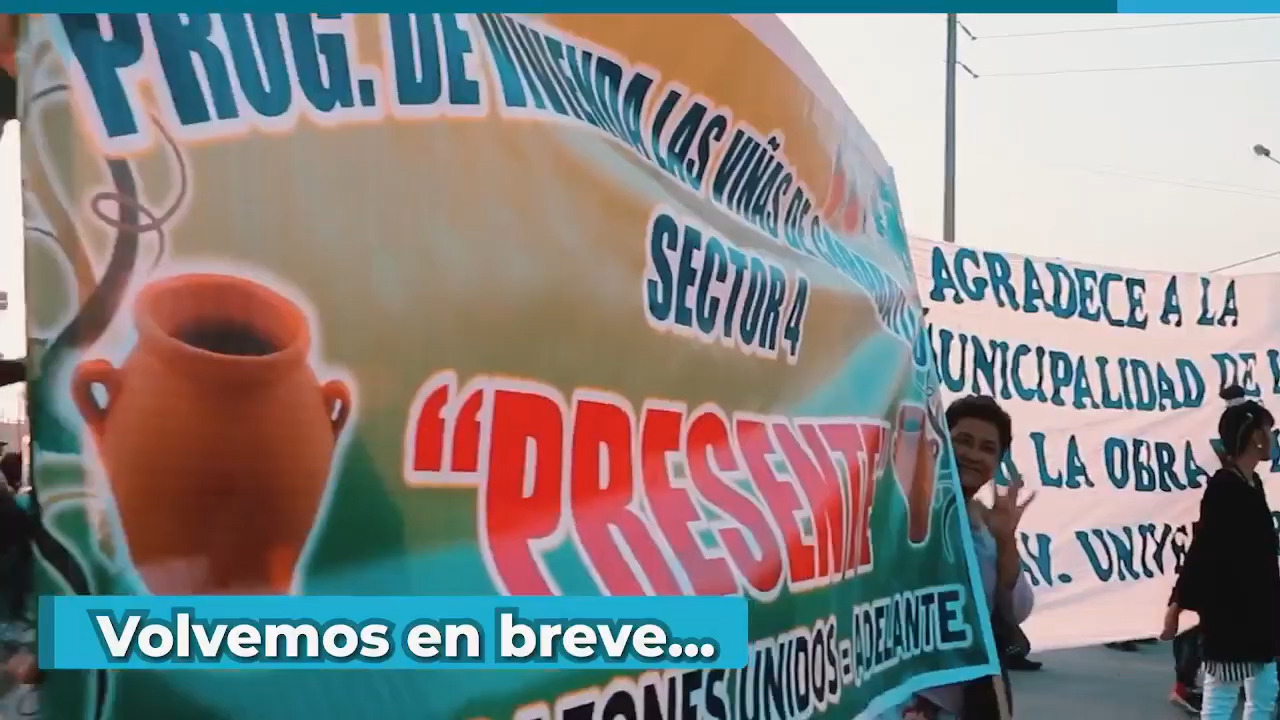 PROG. DE VIVIENDA LAS VIÑAS DE
SECTOR 4
"PRESENTE"
UNIDOS = ADELANTE
AGRADECE A LA
MUNICIPALIDAD DE
LA OBRA
AV.
Volvemos en breve...